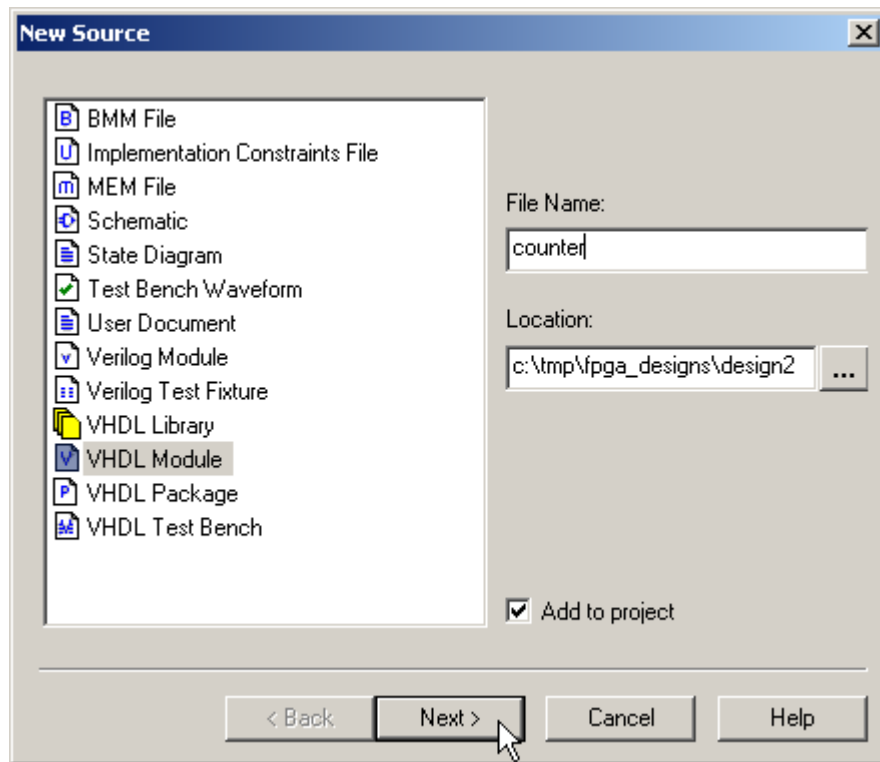 New Source
BMM File
Implementation Constraints File
MEM File
Schematic
State Diagram
Test Bench Waveform
User Document
Verilog Module
Verilog Test Fixture
VHDL Library
VHDL Module
VHDL Package
VHDL Test Bench
File Name:
counter
Location:
c:\tmp\fpga_designs\design2
...
Add to project
< Back
Next >
Cancel
Help